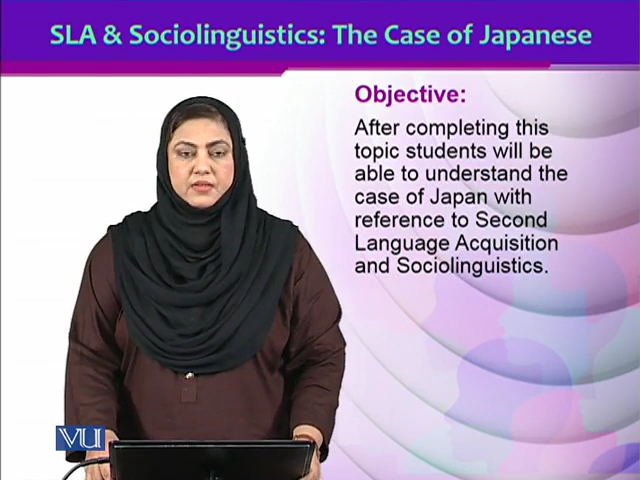 SLA & Sociolinguistics: The Case of Japanese
Objective:
After completing this
topic students will be
able to understand the
case of Japan with
reference to Second
Language Acquisition
and Sociolinguistics.
VU